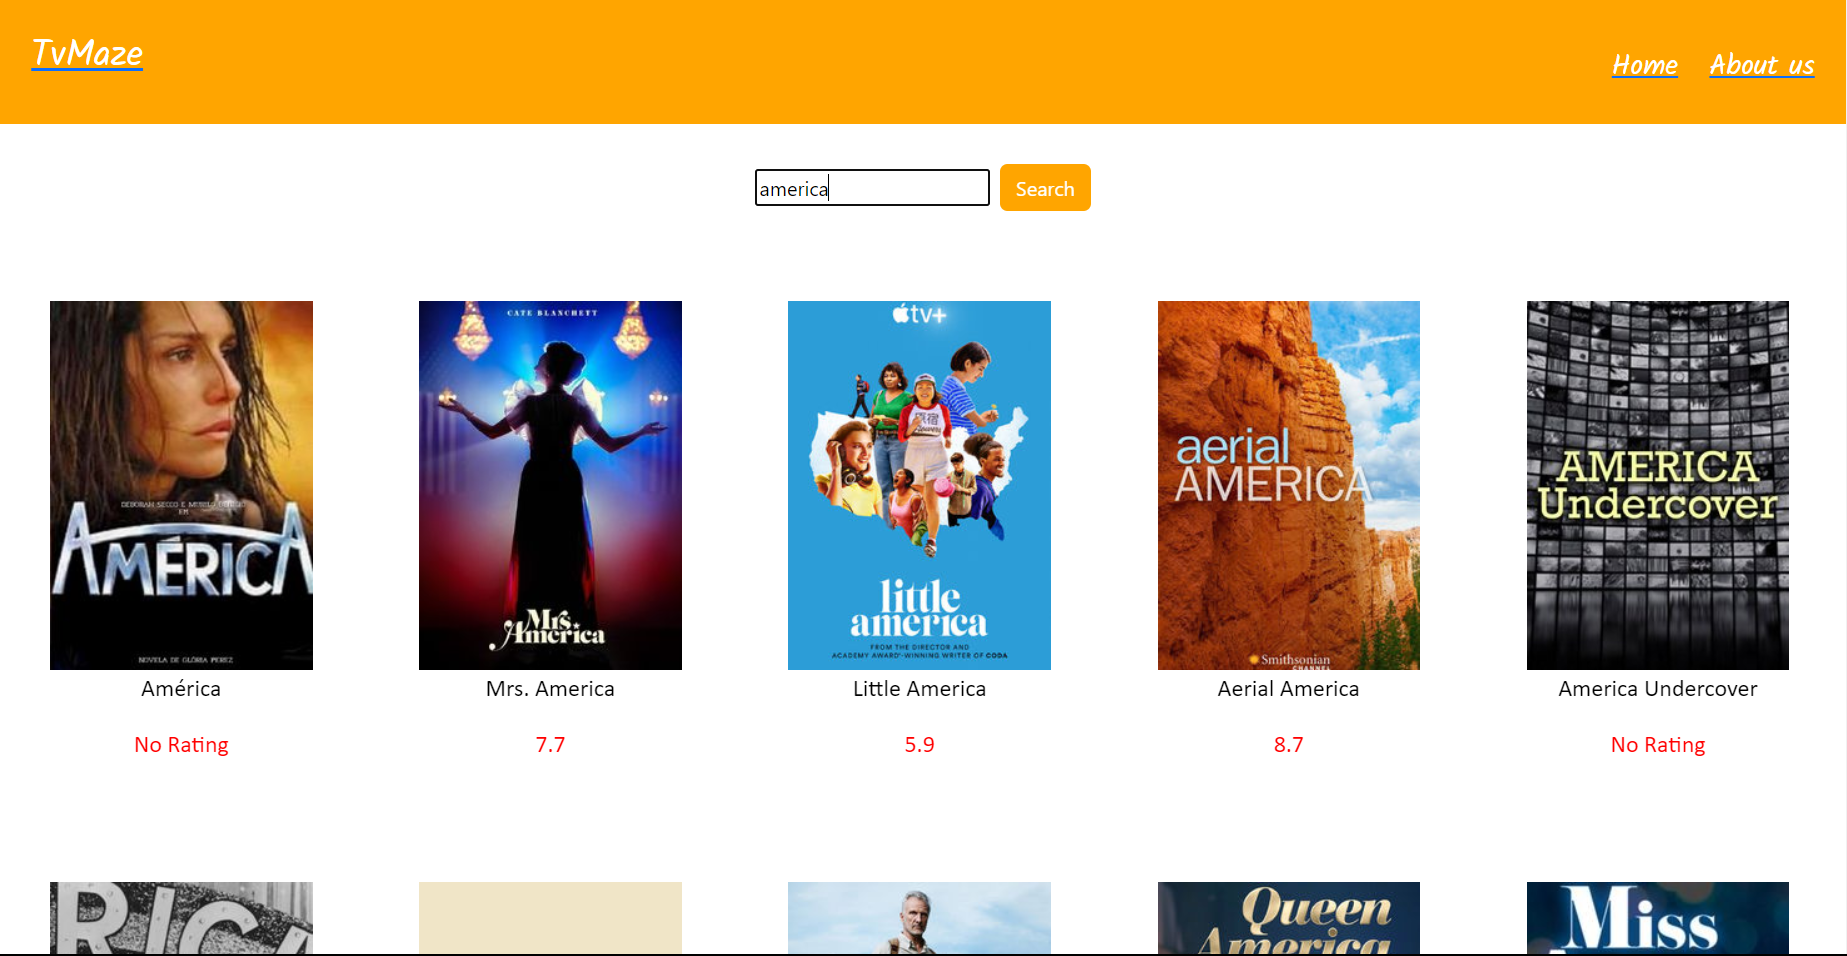 TvMaze
Home About us
america Search
DEBORAH SECCO E MURILO BENÍCIO
EM
AMÉRICA
NOVELA DE GLÓRIA PEREZ
CATE BLANCHETT
Mrs.
America
tv+
little
america
FROM THE DIRECTOR AND
ACADEMY AWARD®-WINNING WRITER OF CODA
aerial
AMERICA
Smithsonian
CHANNEL
AMERICA
Undercover
América Mrs. America Little America Aerial America America Undercover
No Rating 7.7 5.9 8.7 No Rating
RICA
Queen
America
Miss